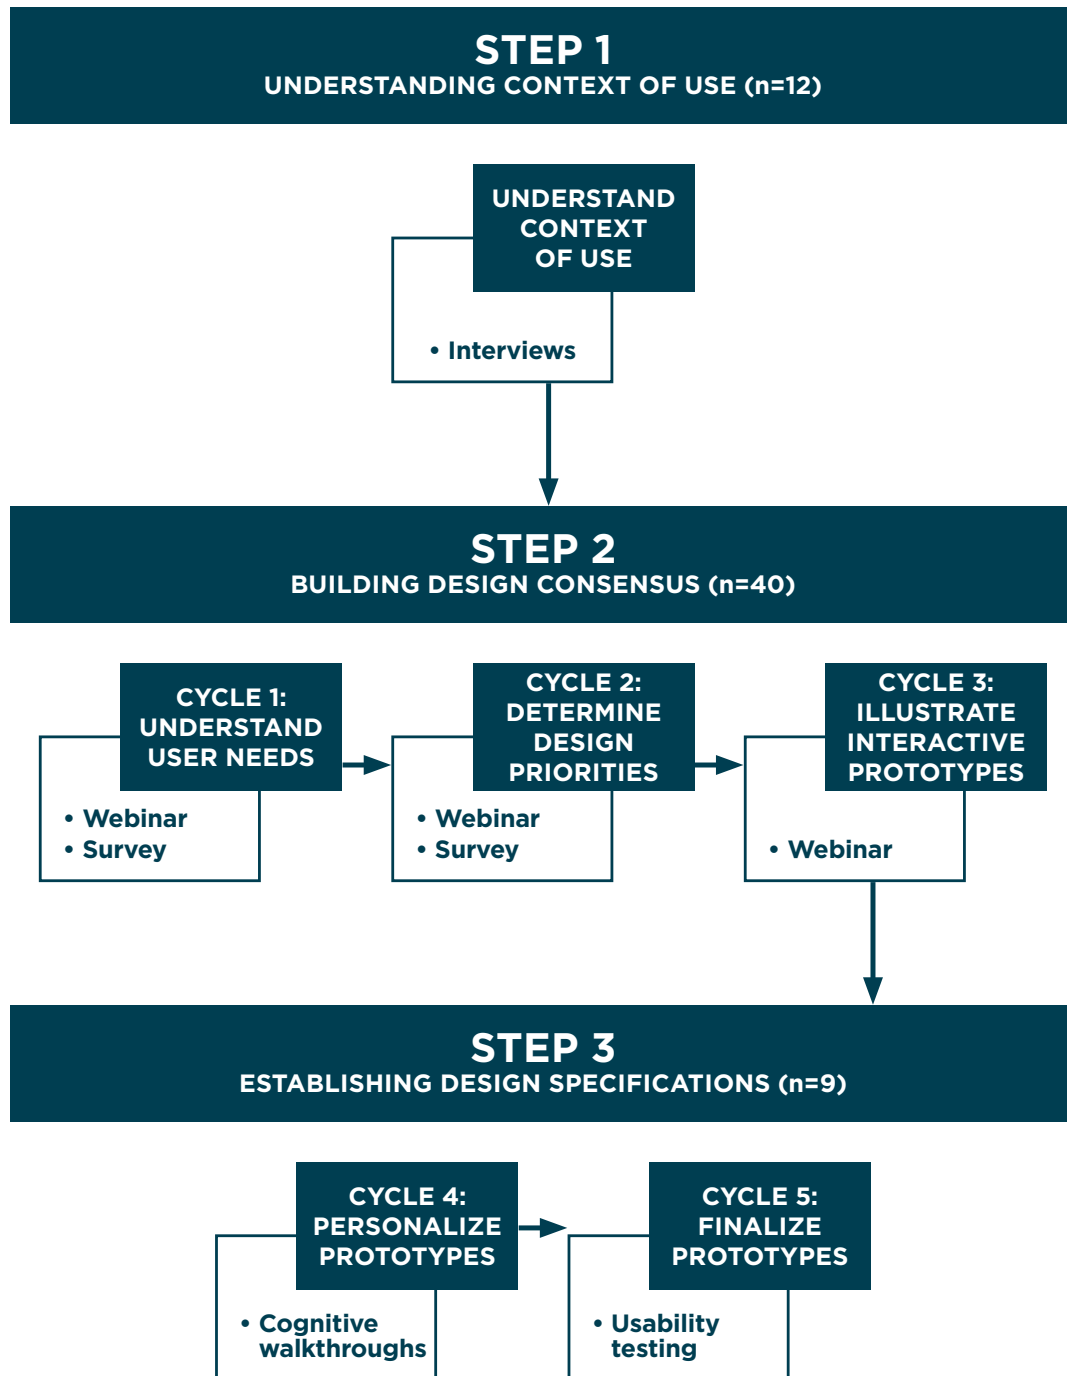 STEP 1
UNDERSTANDING CONTEXT OF USE (n=12)
UNDERSTAND
CONTEXT
OF USE
• Interviews
STEP 2
BUILDING DESIGN CONSENSUS (n=40)
CYCLE 1:
UNDERSTAND
USER NEEDS
• Webinar
• Survey
CYCLE 2:
DETERMINE
DESIGN
PRIORITIES
• Webinar
• Survey
CYCLE 3:
ILLUSTRATE
INTERACTIVE
PROTOTYPES
• Webinar
STEP 3
ESTABLISHING DESIGN SPECIFICATIONS (n=9)
CYCLE 4:
PERSONALIZE
PROTOTYPES
• Cognitive
walkthroughs
CYCLE 5:
FINALIZE
PROTOTYPES
• Usability
testing